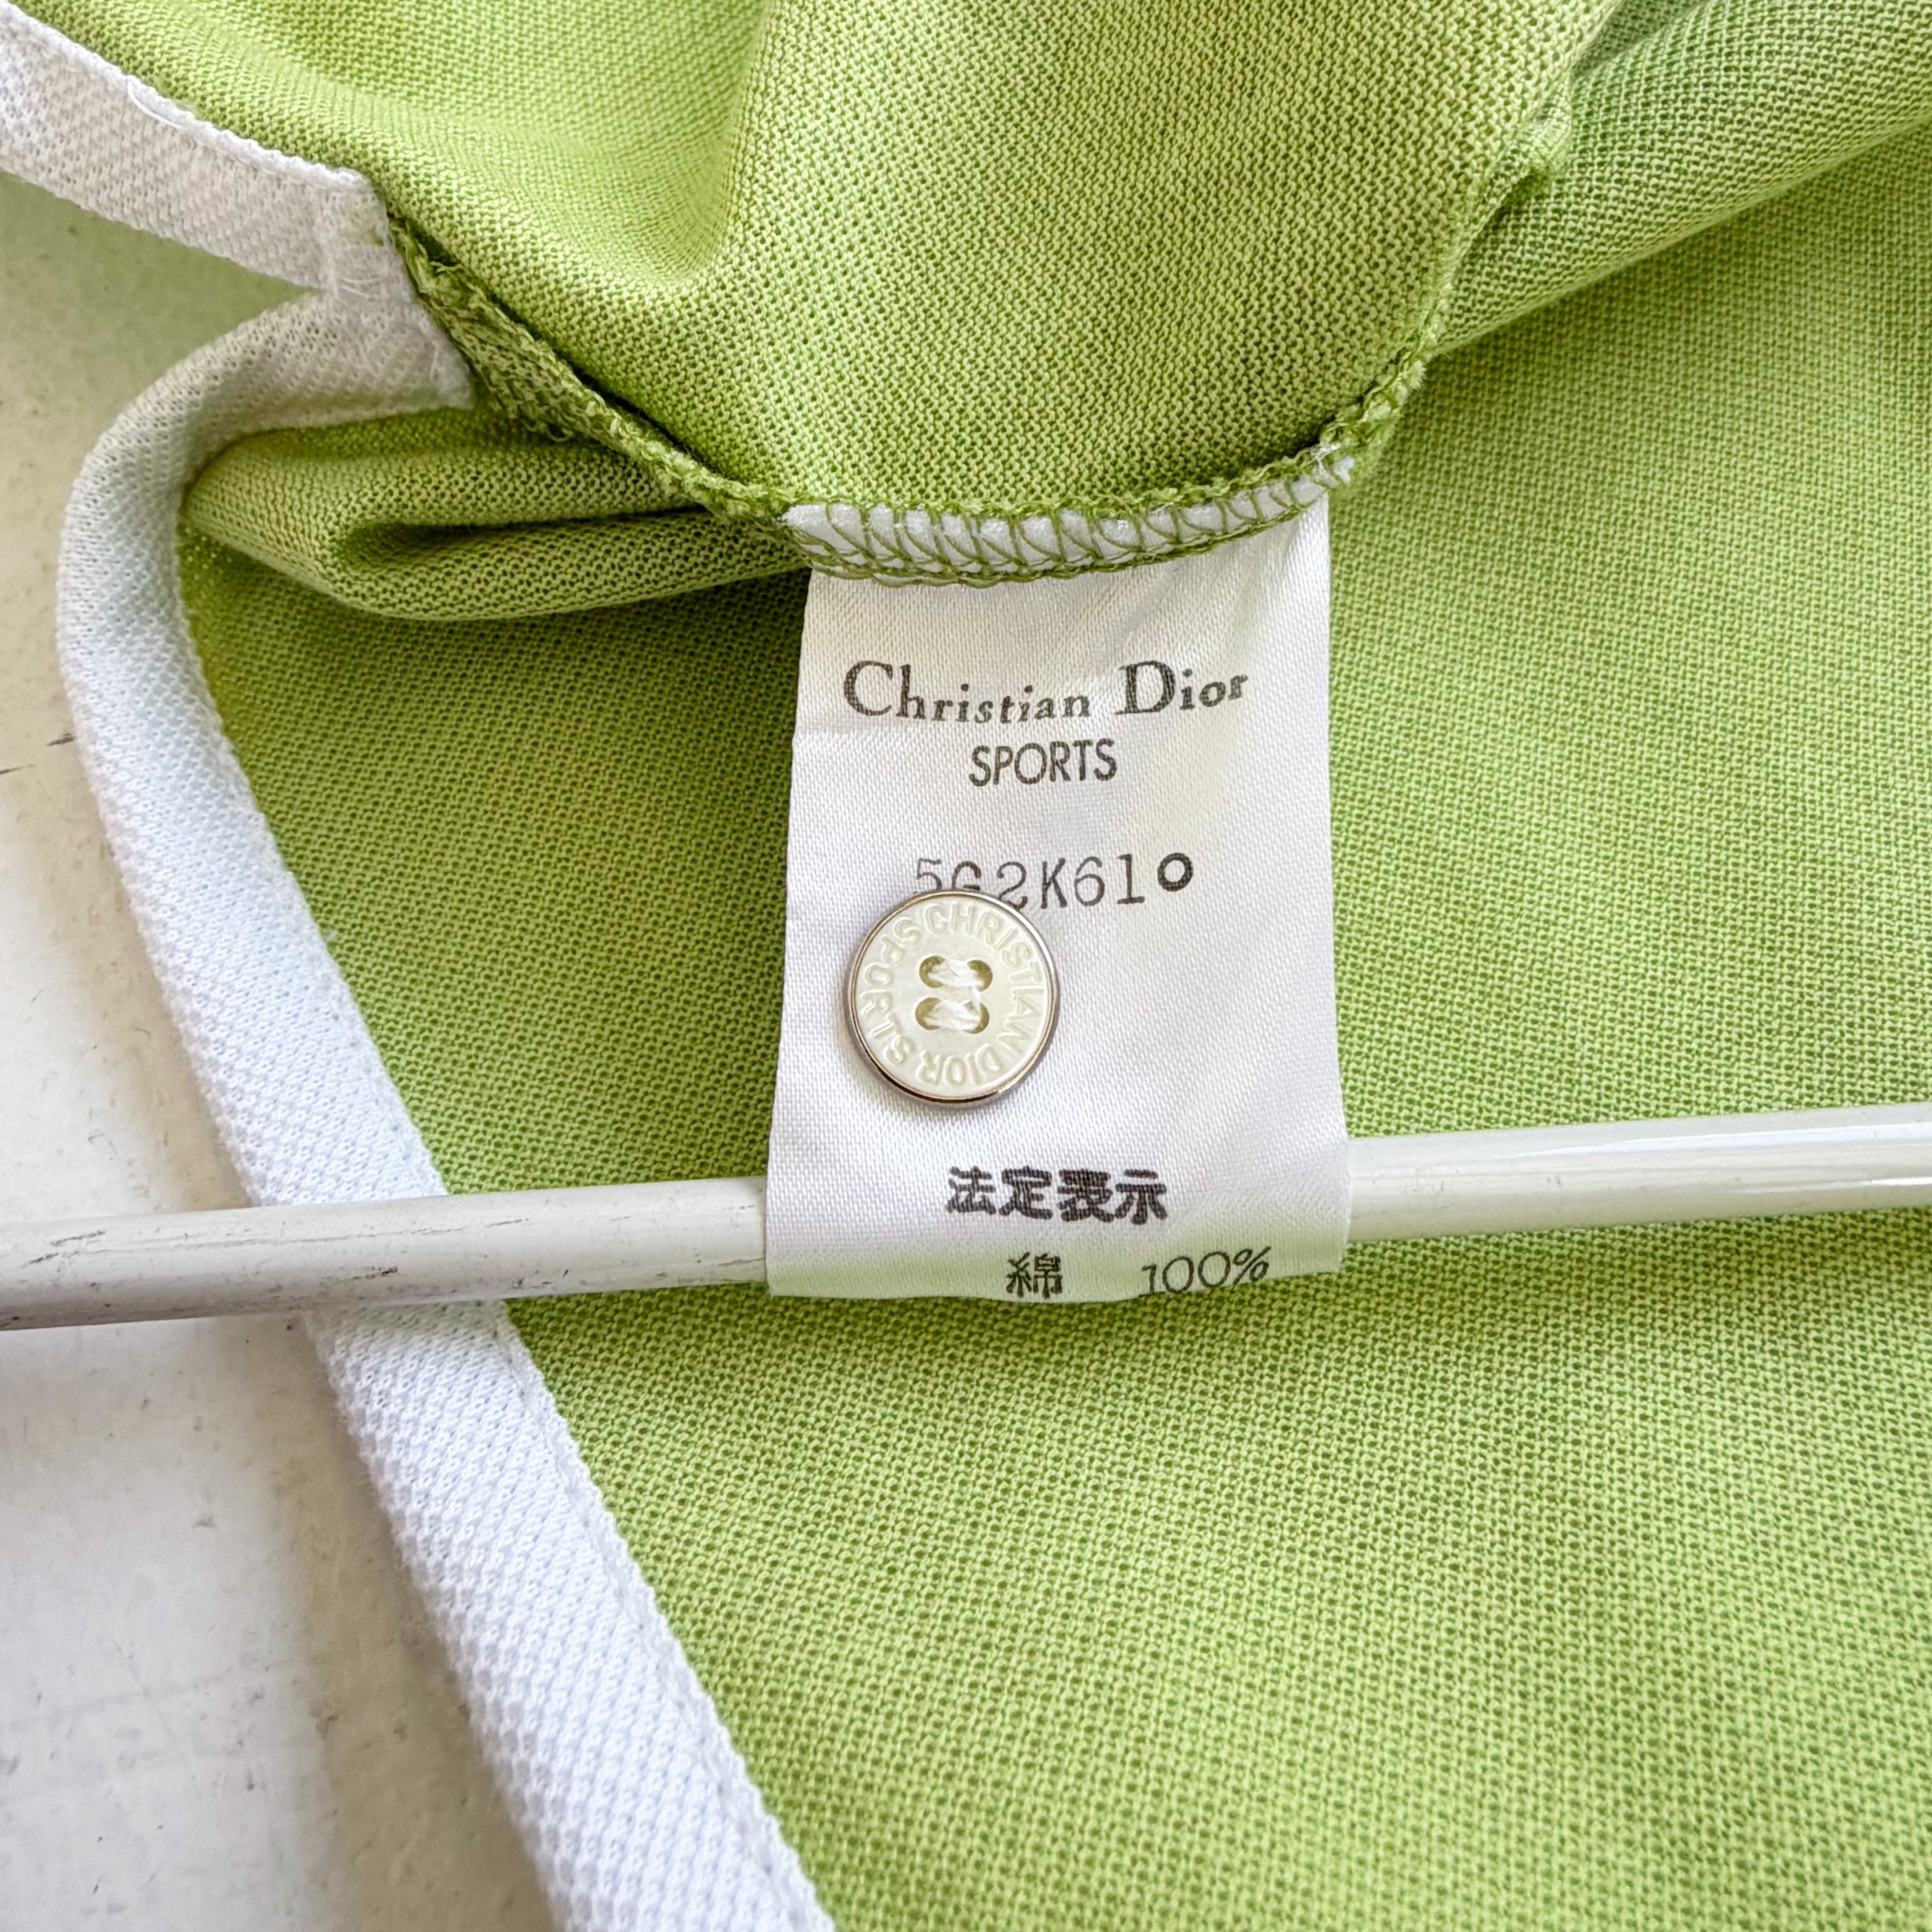 Christian Dior
SPORTS
5G2K61○
CHRISTIAN DIOR SPORTS
法定表示
綿 100%